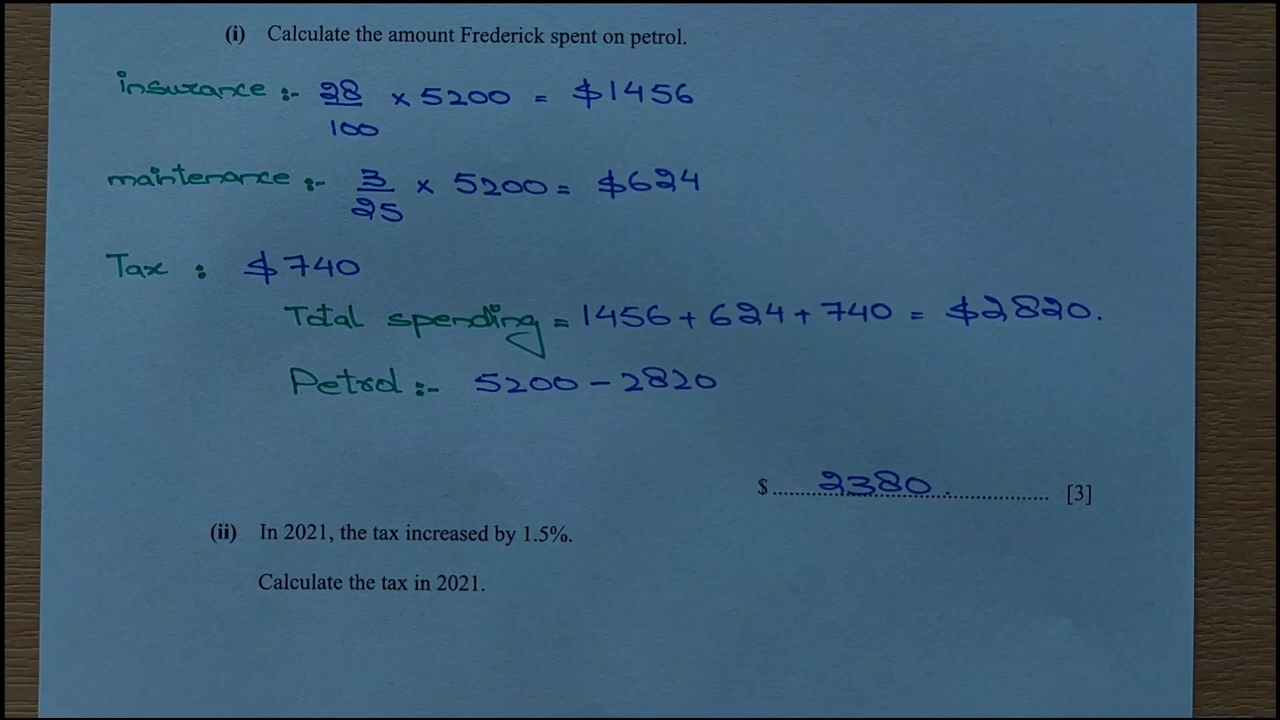 (i) Calculate the amount Frederick spent on petrol.
insurance :- 28/100 × 5200 = $1456
maintenance :- 3/25 × 5200 = $624
Tax : $740
Total spending = 1456 + 624 + 740 = $2820.
Petrol :- 5200 - 2820
$ 2380. [3]
(ii) In 2021, the tax increased by 1.5%.
Calculate the tax in 2021.